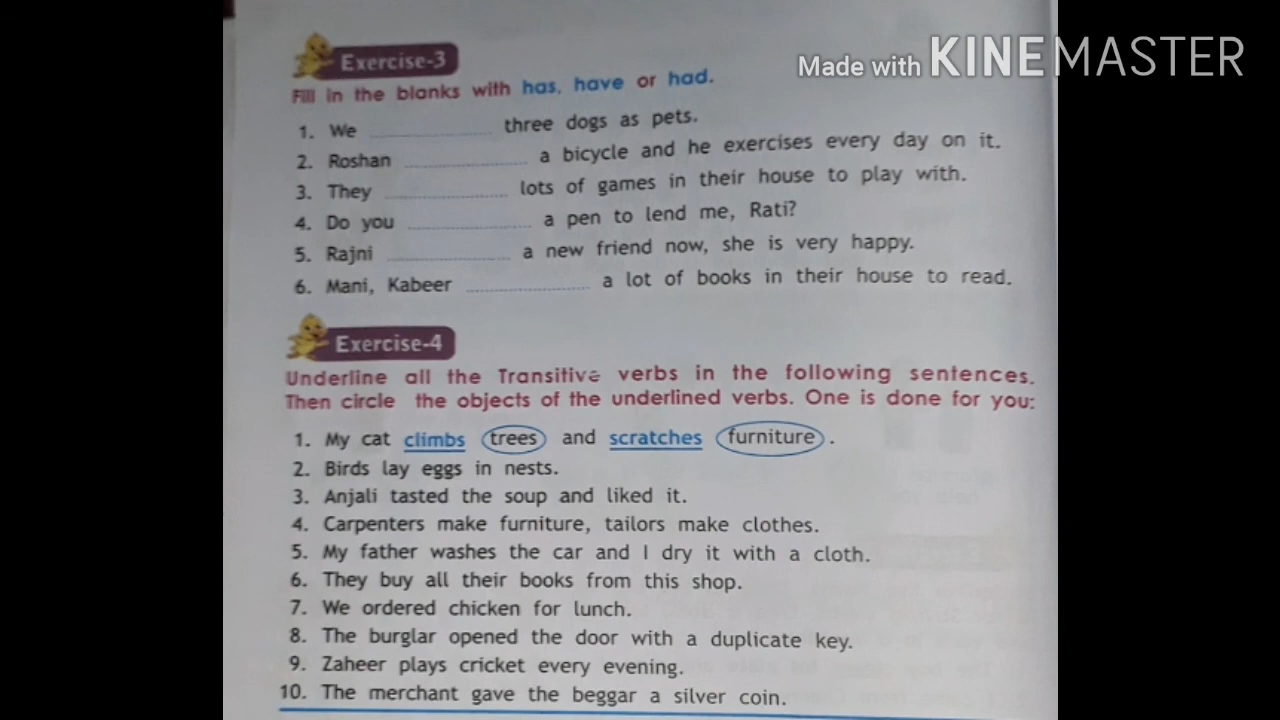 Made with KINEMASTER
Exercise-3
Fill in the blanks with has, have or had.
1. We .............................. three dogs as pets.
2. Roshan .............................. a bicycle and he exercises every day on it.
3. They .............................. lots of games in their house to play with.
4. Do you .............................. a pen to lend me, Rati?
5. Rajni .............................. a new friend now, she is very happy.
6. Mani, Kabeer .............................. a lot of books in their house to read.
Exercise-4
Underline all the Transitive verbs in the following sentences.
Then circle the objects of the underlined verbs. One is done for you:
1. My cat climbs trees and scratches furniture.
2. Birds lay eggs in nests.
3. Anjali tasted the soup and liked it.
4. Carpenters make furniture, tailors make clothes.
5. My father washes the car and I dry it with a cloth.
6. They buy all their books from this shop.
7. We ordered chicken for lunch.
8. The burglar opened the door with a duplicate key.
9. Zaheer plays cricket every evening.
10. The merchant gave the beggar a silver coin.